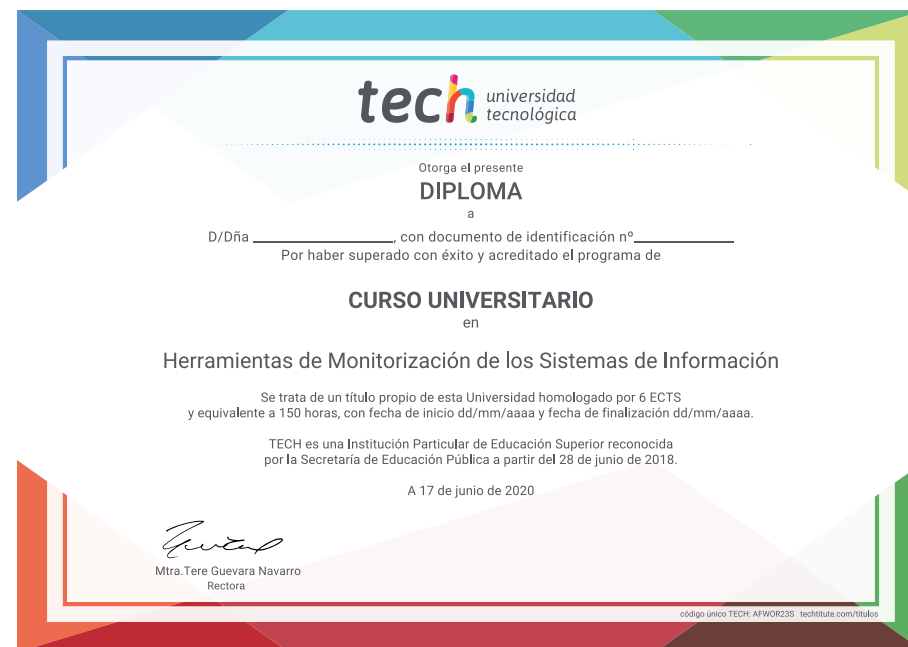 tech universidad
tecnológica
Otorga el presente
DIPLOMA
a
D/Dña ____________________, con documento de identificación nº______________
Por haber superado con éxito y acreditado el programa de
CURSO UNIVERSITARIO
en
Herramientas de Monitorización de los Sistemas de Información
Se trata de un título propio de esta Universidad homologado por 6 ECTS
y equivalente a 150 horas, con fecha de inicio dd/mm/aaaa y fecha de finalización dd/mm/aaaa.
TECH es una Institución Particular de Educación Superior reconocida
por la Secretaría de Educación Pública a partir del 28 de junio de 2018.
A 17 de junio de 2020
Mtra.Tere Guevara Navarro
Rectora
código único TECH: AFWOR23S techtitute.com/titulos